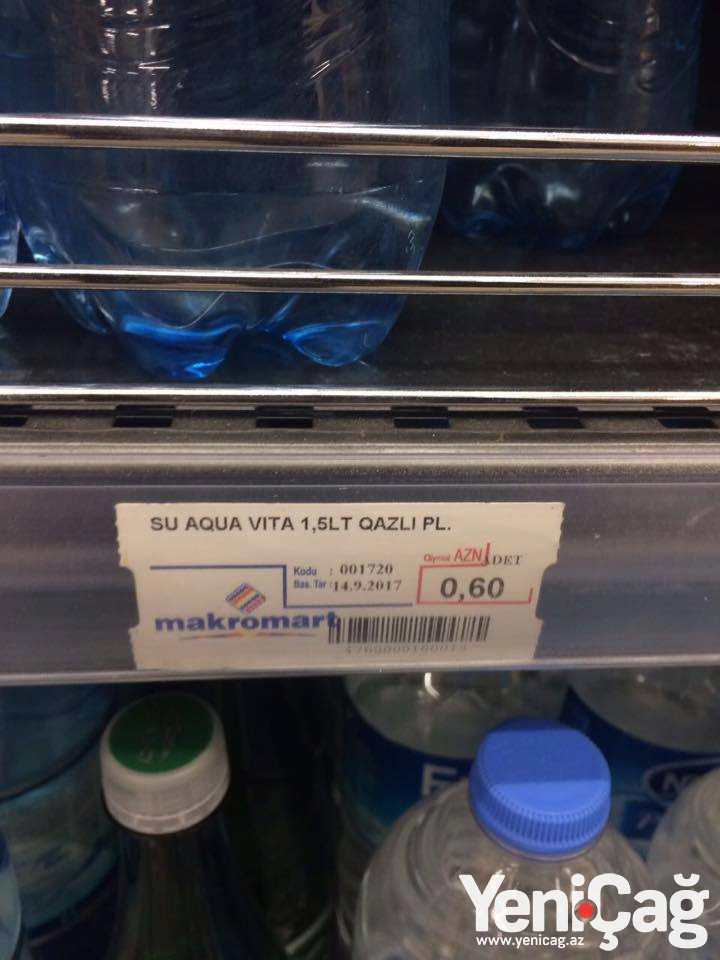 SU AQUA VITA 1,5LT QAZLI PL.
Qiymət AZN ADET
Kodu : 001720
Bas. Tar : 14.9.2017
0,60
makromart
YeniÇağ
www.yenicag.az